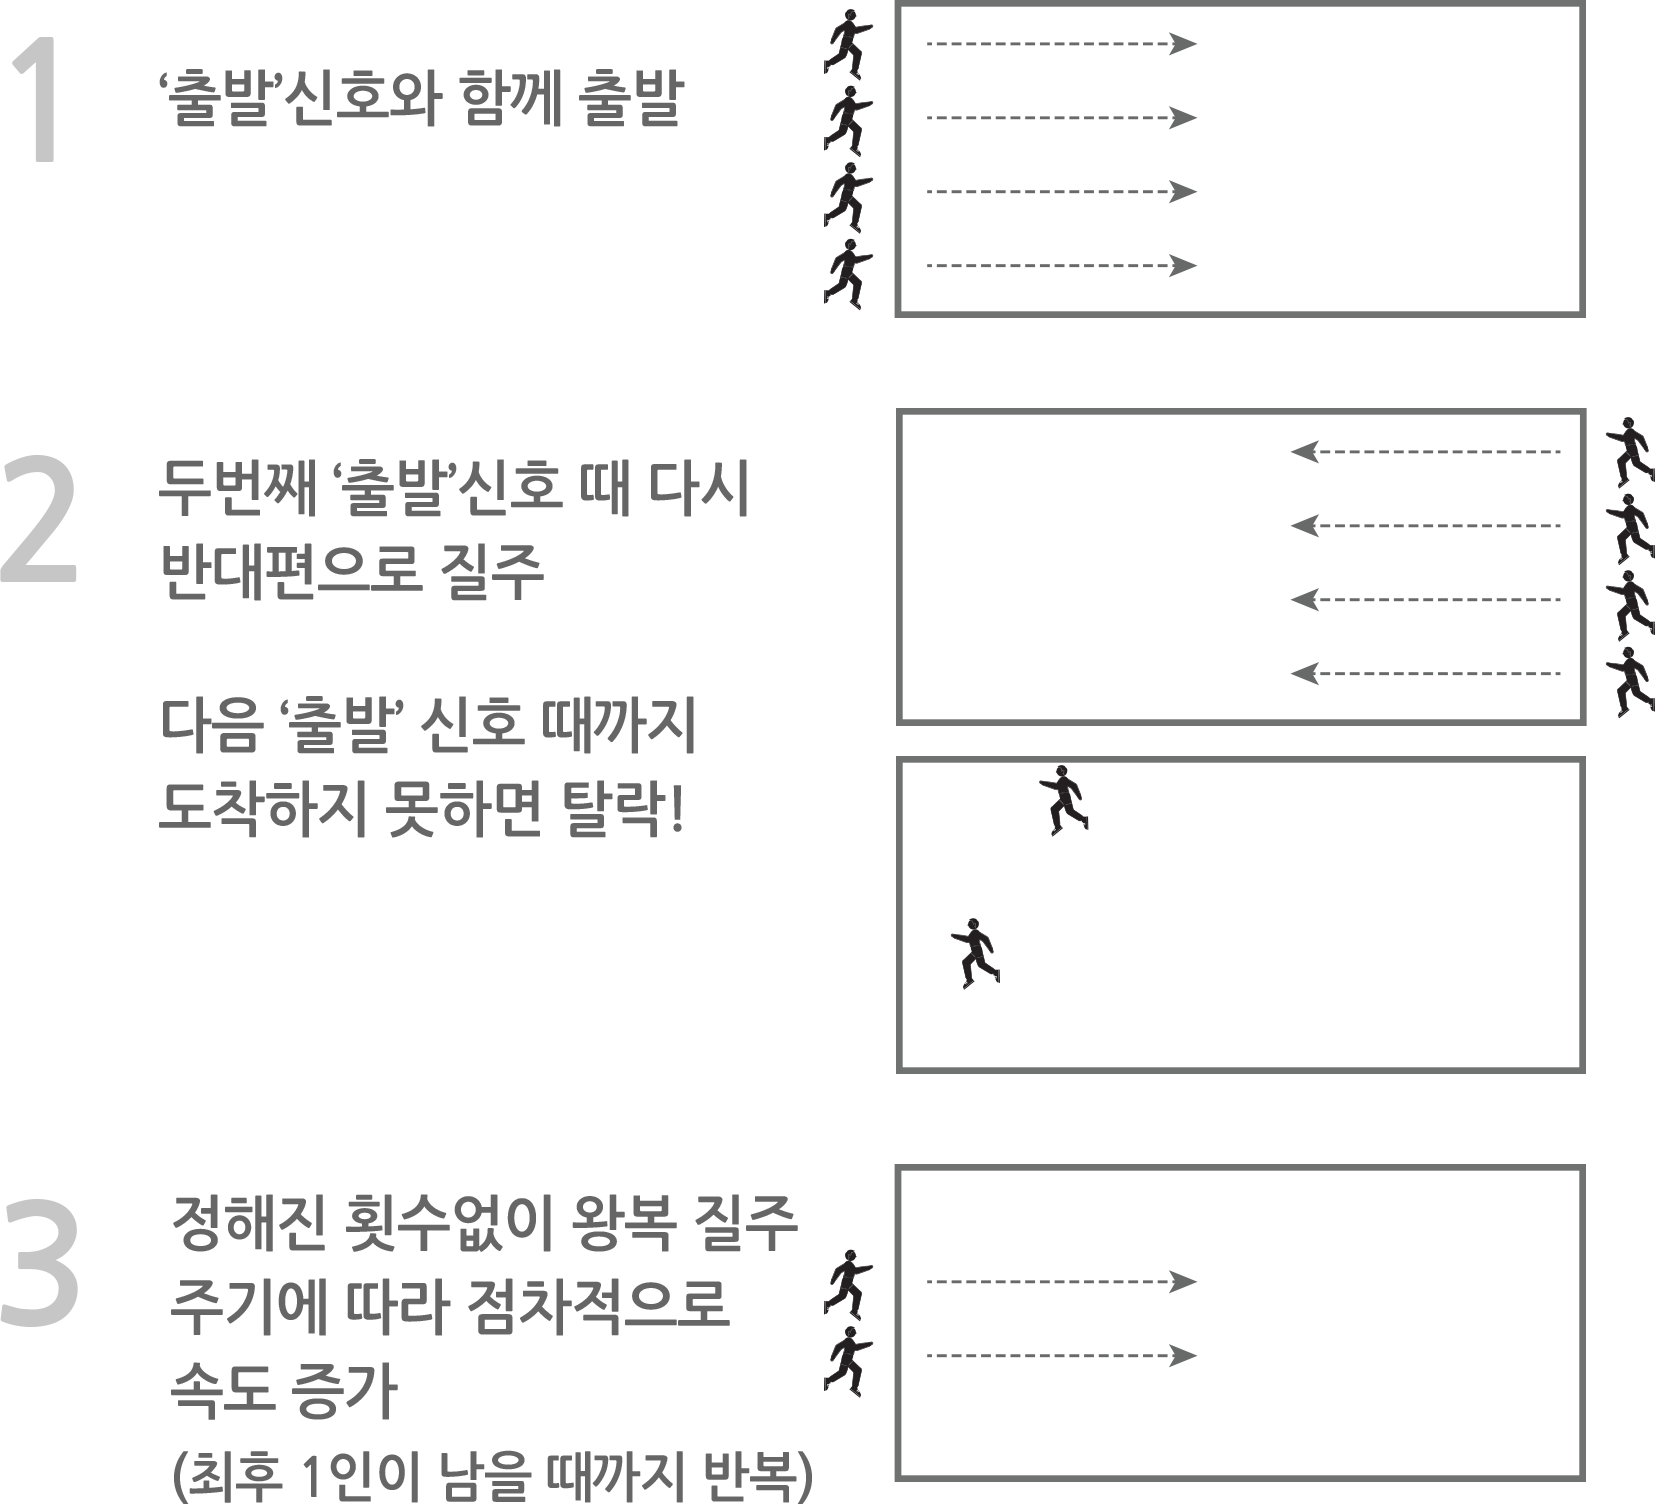 1
‘출발’신호와 함께 출발
2
두번째 ‘출발’신호 때 다시
반대편으로 질주
다음 ‘출발’ 신호 때까지
도착하지 못하면 탈락!
3
정해진 횟수없이 왕복 질주
주기에 따라 점차적으로
속도 증가
(최후 1인이 남을 때까지 반복)